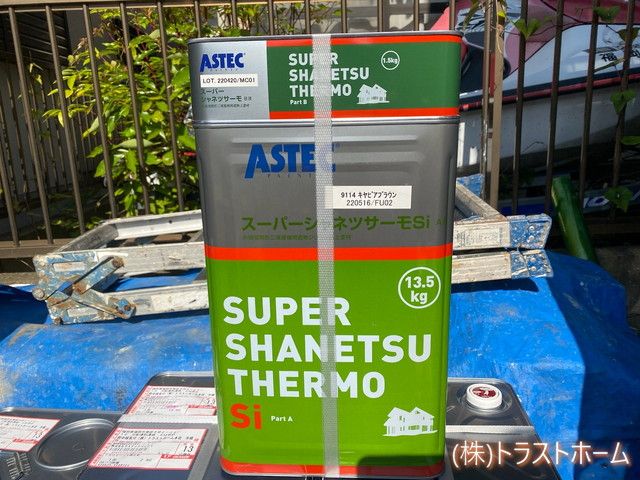 ASTEC
LOT. 220420/MC01
スーパー
シャネツサーモ
SUPER
SHANETSU
THERMO
Part B
1.5kg
ASTEC
PAINTS
9114 キャビアブラウン
220516/FU02
スーパーシャネツサーモSi A
13.5
kg
SUPER
SHANETSU
THERMO
Si Part A
13
13
(株)トラストホーム